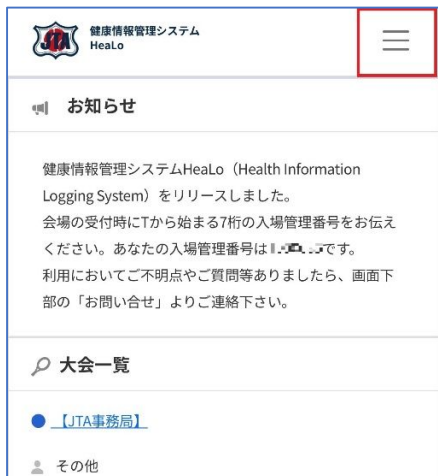 JTA
健康情報管理システム
HeaLo
お知らせ
健康情報管理システムHeaLo（Health Information
Logging System）をリリースしました。
会場の受付時にTから始まる7桁の入場管理番号をお伝え
ください。あなたの入場管理番号は です。
利用においてご不明点やご質問等ありましたら、画面下
部の「お問い合せ」よりご連絡下さい。
大会一覧
【JTA事務局】
その他